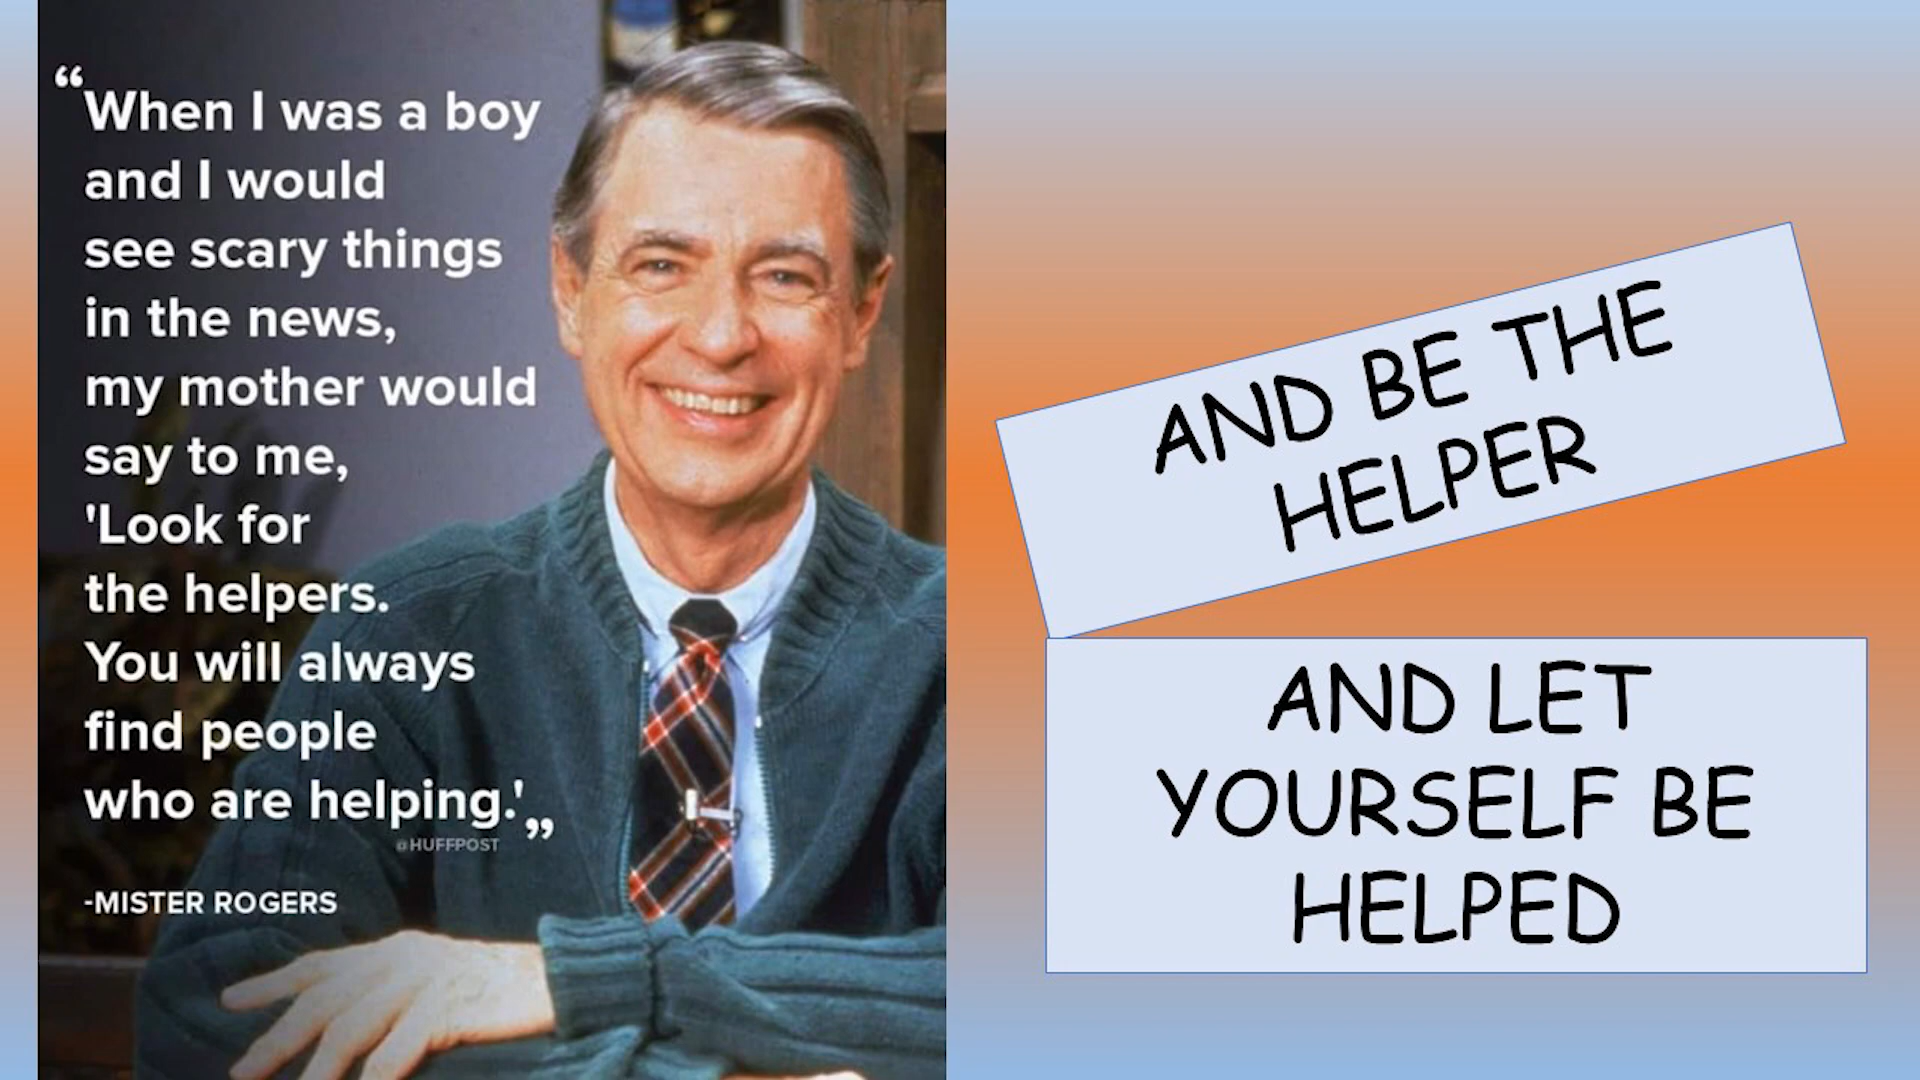 “When I was a boy
and I would
see scary things
in the news,
my mother would
say to me,
'Look for
the helpers.
You will always
find people
who are helping.'”
@HUFFPOST
-MISTER ROGERS
AND BE THE
HELPER
AND LET
YOURSELF BE
HELPED